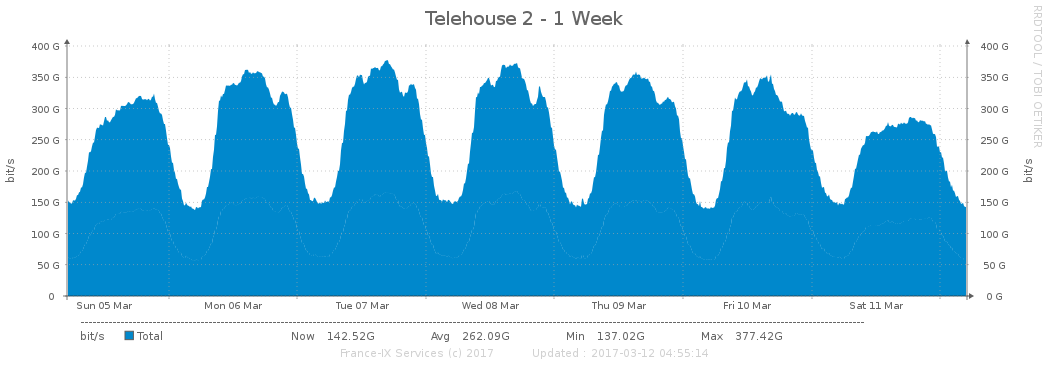 Telehouse 2 - 1 Week
RRDTOOL / TOBI OETIKER
400 G 400 G
350 G 350 G
300 G 300 G
250 G 250 G
200 G 200 G
150 G 150 G
100 G 100 G
50 G 50 G
0 0 G
bit/s bit/s
Sun 05 Mar Mon 06 Mar Tue 07 Mar Wed 08 Mar Thu 09 Mar Fri 10 Mar Sat 11 Mar
bit/s Total Now 142.52G Avg 262.09G Min 137.02G Max 377.42G
France-IX Services (c) 2017 Updated : 2017-03-12 04:55:14